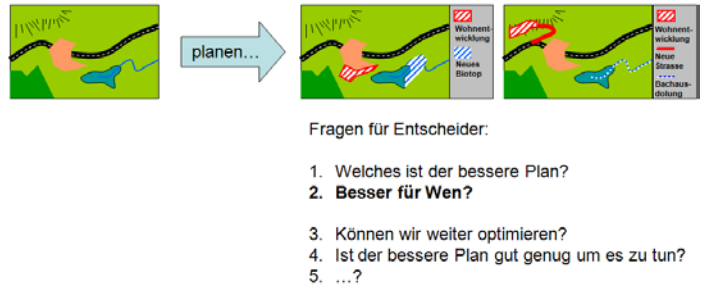 planen…
Wohnent-
wicklung
Neues
Biotop
Wohnent-
wicklung
Neue
Strasse
Bachaus-
dolung
Fragen für Entscheider:
1. Welches ist der bessere Plan?
2. Besser für Wen?
3. Können wir weiter optimieren?
4. Ist der bessere Plan gut genug um es zu tun?
5. …?